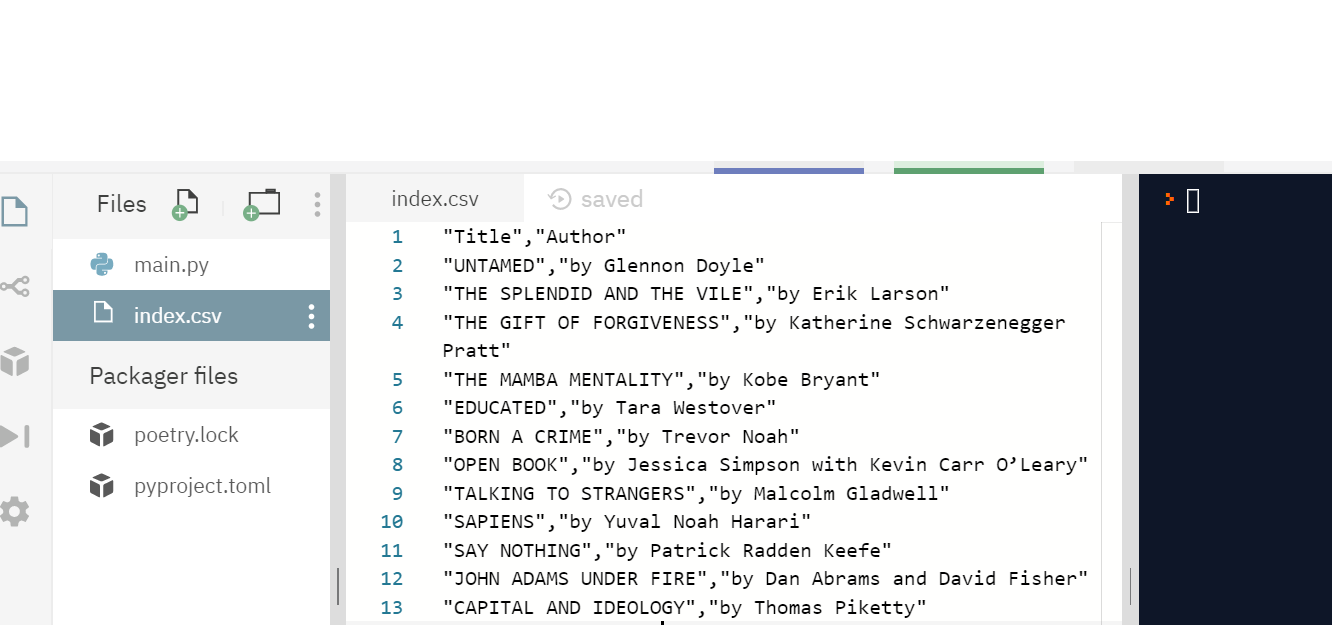 Files
index.csv
saved
main.py
index.csv
Packager files
poetry.lock
pyproject.toml
1 "Title","Author"
2 "UNTAMED","by Glennon Doyle"
3 "THE SPLENDID AND THE VILE","by Erik Larson"
4 "THE GIFT OF FORGIVENESS","by Katherine Schwarzenegger
Pratt"
5 "THE MAMBA MENTALITY","by Kobe Bryant"
6 "EDUCATED","by Tara Westover"
7 "BORN A CRIME","by Trevor Noah"
8 "OPEN BOOK","by Jessica Simpson with Kevin Carr O’Leary"
9 "TALKING TO STRANGERS","by Malcolm Gladwell"
10 "SAPIENS","by Yuval Noah Harari"
11 "SAY NOTHING","by Patrick Radden Keefe"
12 "JOHN ADAMS UNDER FIRE","by Dan Abrams and David Fisher"
13 "CAPITAL AND IDEOLOGY","by Thomas Piketty"